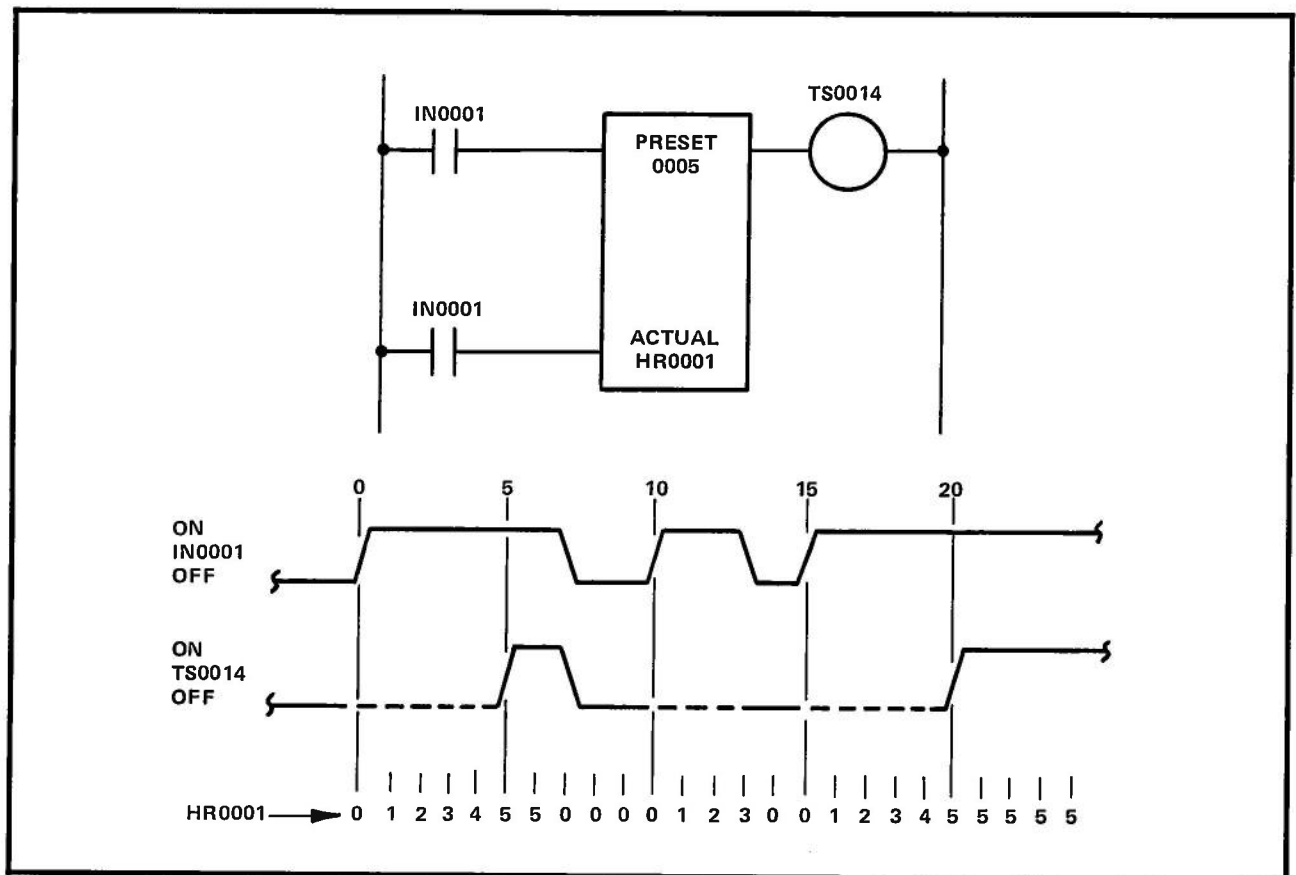 IN0001
TS0014
PRESET
0005
IN0001
ACTUAL
HR0001
0 5 10 15 20
ON
IN0001
OFF
ON
TS0014
OFF
HR0001 0 1 2 3 4 5 5 0 0 0 0 1 2 3 0 0 1 2 3 4 5 5 5 5 5